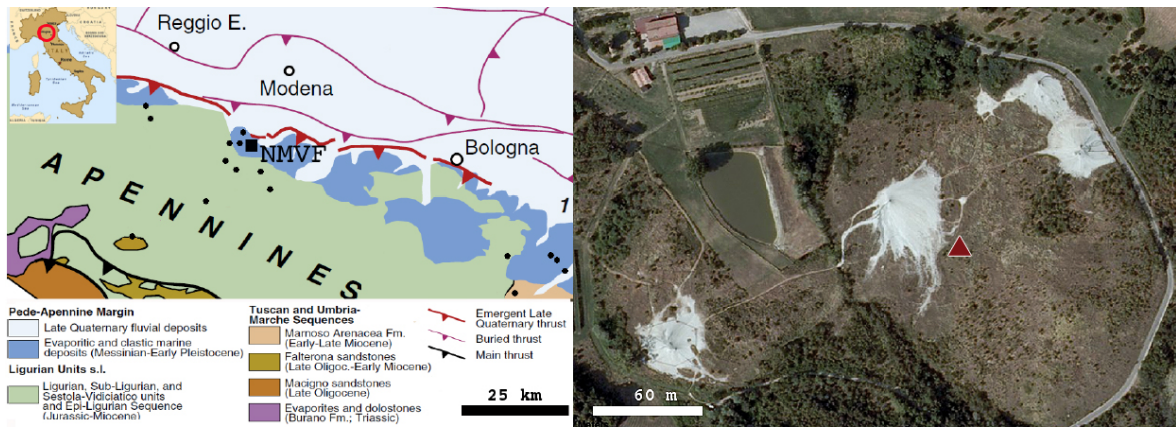 Reggio E.
Modena
NMVF
Bologna
APENNINES
1
ITALY
Pede-Apennine Margin
Late Quaternary fluvial deposits
Evaporitic and clastic marine
deposits (Messinian-Early Pleistocene)
Ligurian Units s.l.
Ligurian, Sub-Ligurian, and
Sestola-Vidiciatico units
and Epi-Ligurian Sequence
(Jurassic-Miocene)
Tuscan and Umbria-
Marche Sequences
Marnoso Arenacea Fm.
(Early-Late Miocene)
Falterona sandstones
(Late Oligoc.-Early Miocene)
Macigno sandstones
(Late Oligocene)
Evaporites and dolostones
(Burano Fm.; Triassic)
Emergent Late
Quaternary thrust
Buried thrust
Main thrust
25 km
60 m